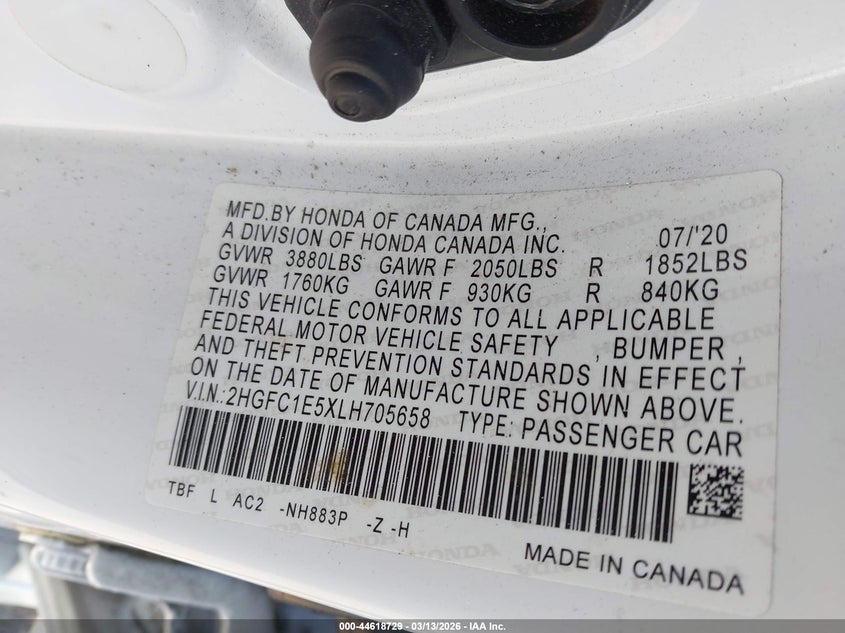 MFD.BY HONDA OF CANADA MFG.,
A DIVISION OF HONDA CANADA INC. 07/'20
GVWR 3880LBS GAWR F 2050LBS R 1852LBS
GVWR 1760KG GAWR F 930KG R 840KG
THIS VEHICLE CONFORMS TO ALL APPLICABLE
FEDERAL MOTOR VEHICLE SAFETY , BUMPER ,
AND THEFT PREVENTION STANDARDS IN EFFECT
ON THE DATE OF MANUFACTURE SHOWN ABOVE.
V.I.N.:2HGFC1E5XLH705658 TYPE: PASSENGER CAR
TBF L AC2 -NH883P -Z -H
MADE IN CANADA
000-44618729 - 03/13/2026 - IAA Inc.